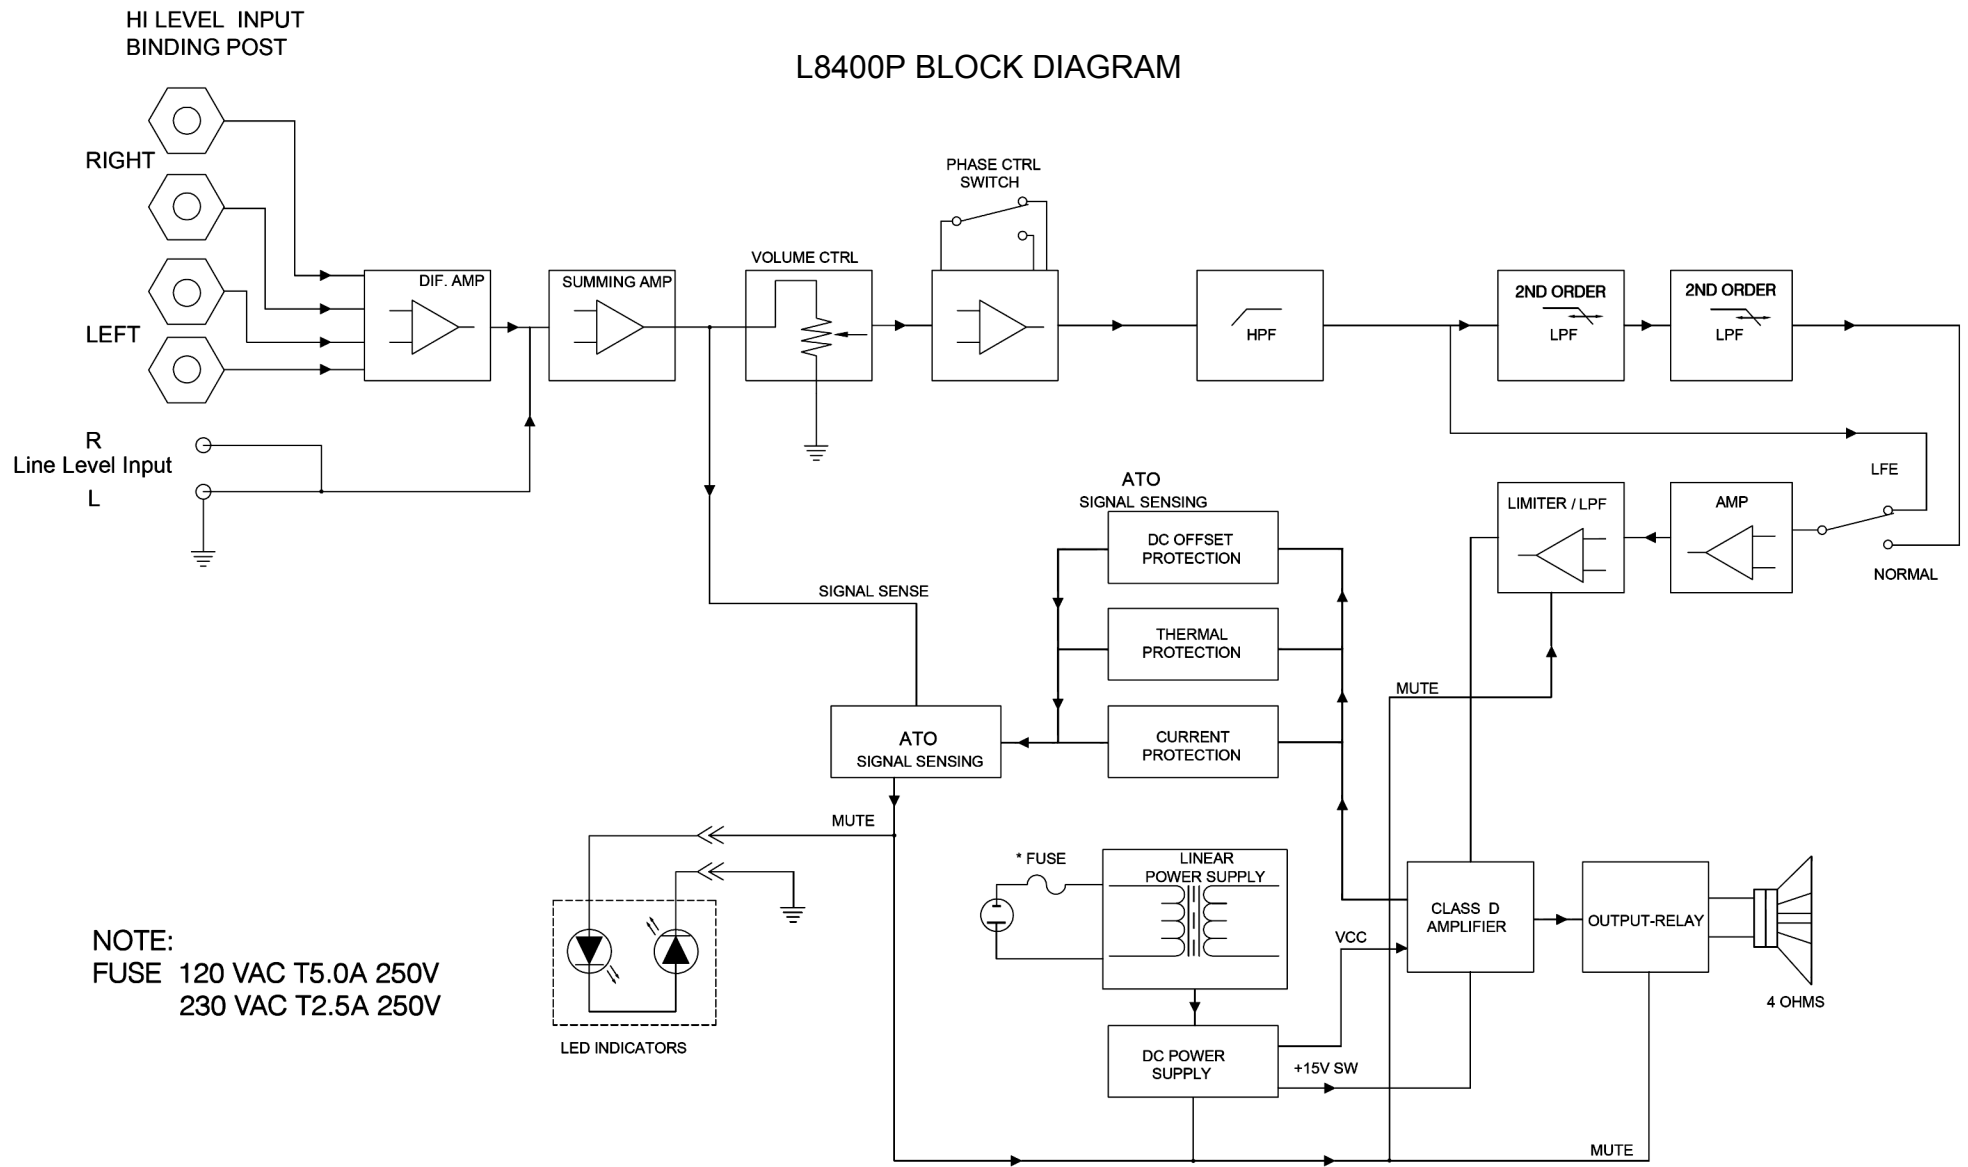 HI LEVEL INPUT
BINDING POST
L8400P BLOCK DIAGRAM
RIGHT
LEFT
R
Line Level Input
L
DIF. AMP
SUMMING AMP
VOLUME CTRL
PHASE CTRL
SWITCH
HPF
2ND ORDER
LPF
2ND ORDER
LPF
LFE
NORMAL
AMP
LIMITER / LPF
ATO
SIGNAL SENSING
DC OFFSET
PROTECTION
THERMAL
PROTECTION
CURRENT
PROTECTION
SIGNAL SENSE
ATO
SIGNAL SENSING
MUTE
MUTE
* FUSE
LINEAR
POWER SUPPLY
CLASS D
AMPLIFIER
OUTPUT-RELAY
4 OHMS
VCC
DC POWER
SUPPLY
+15V SW
MUTE
LED INDICATORS
NOTE:
FUSE 120 VAC T5.0A 250V
230 VAC T2.5A 250V